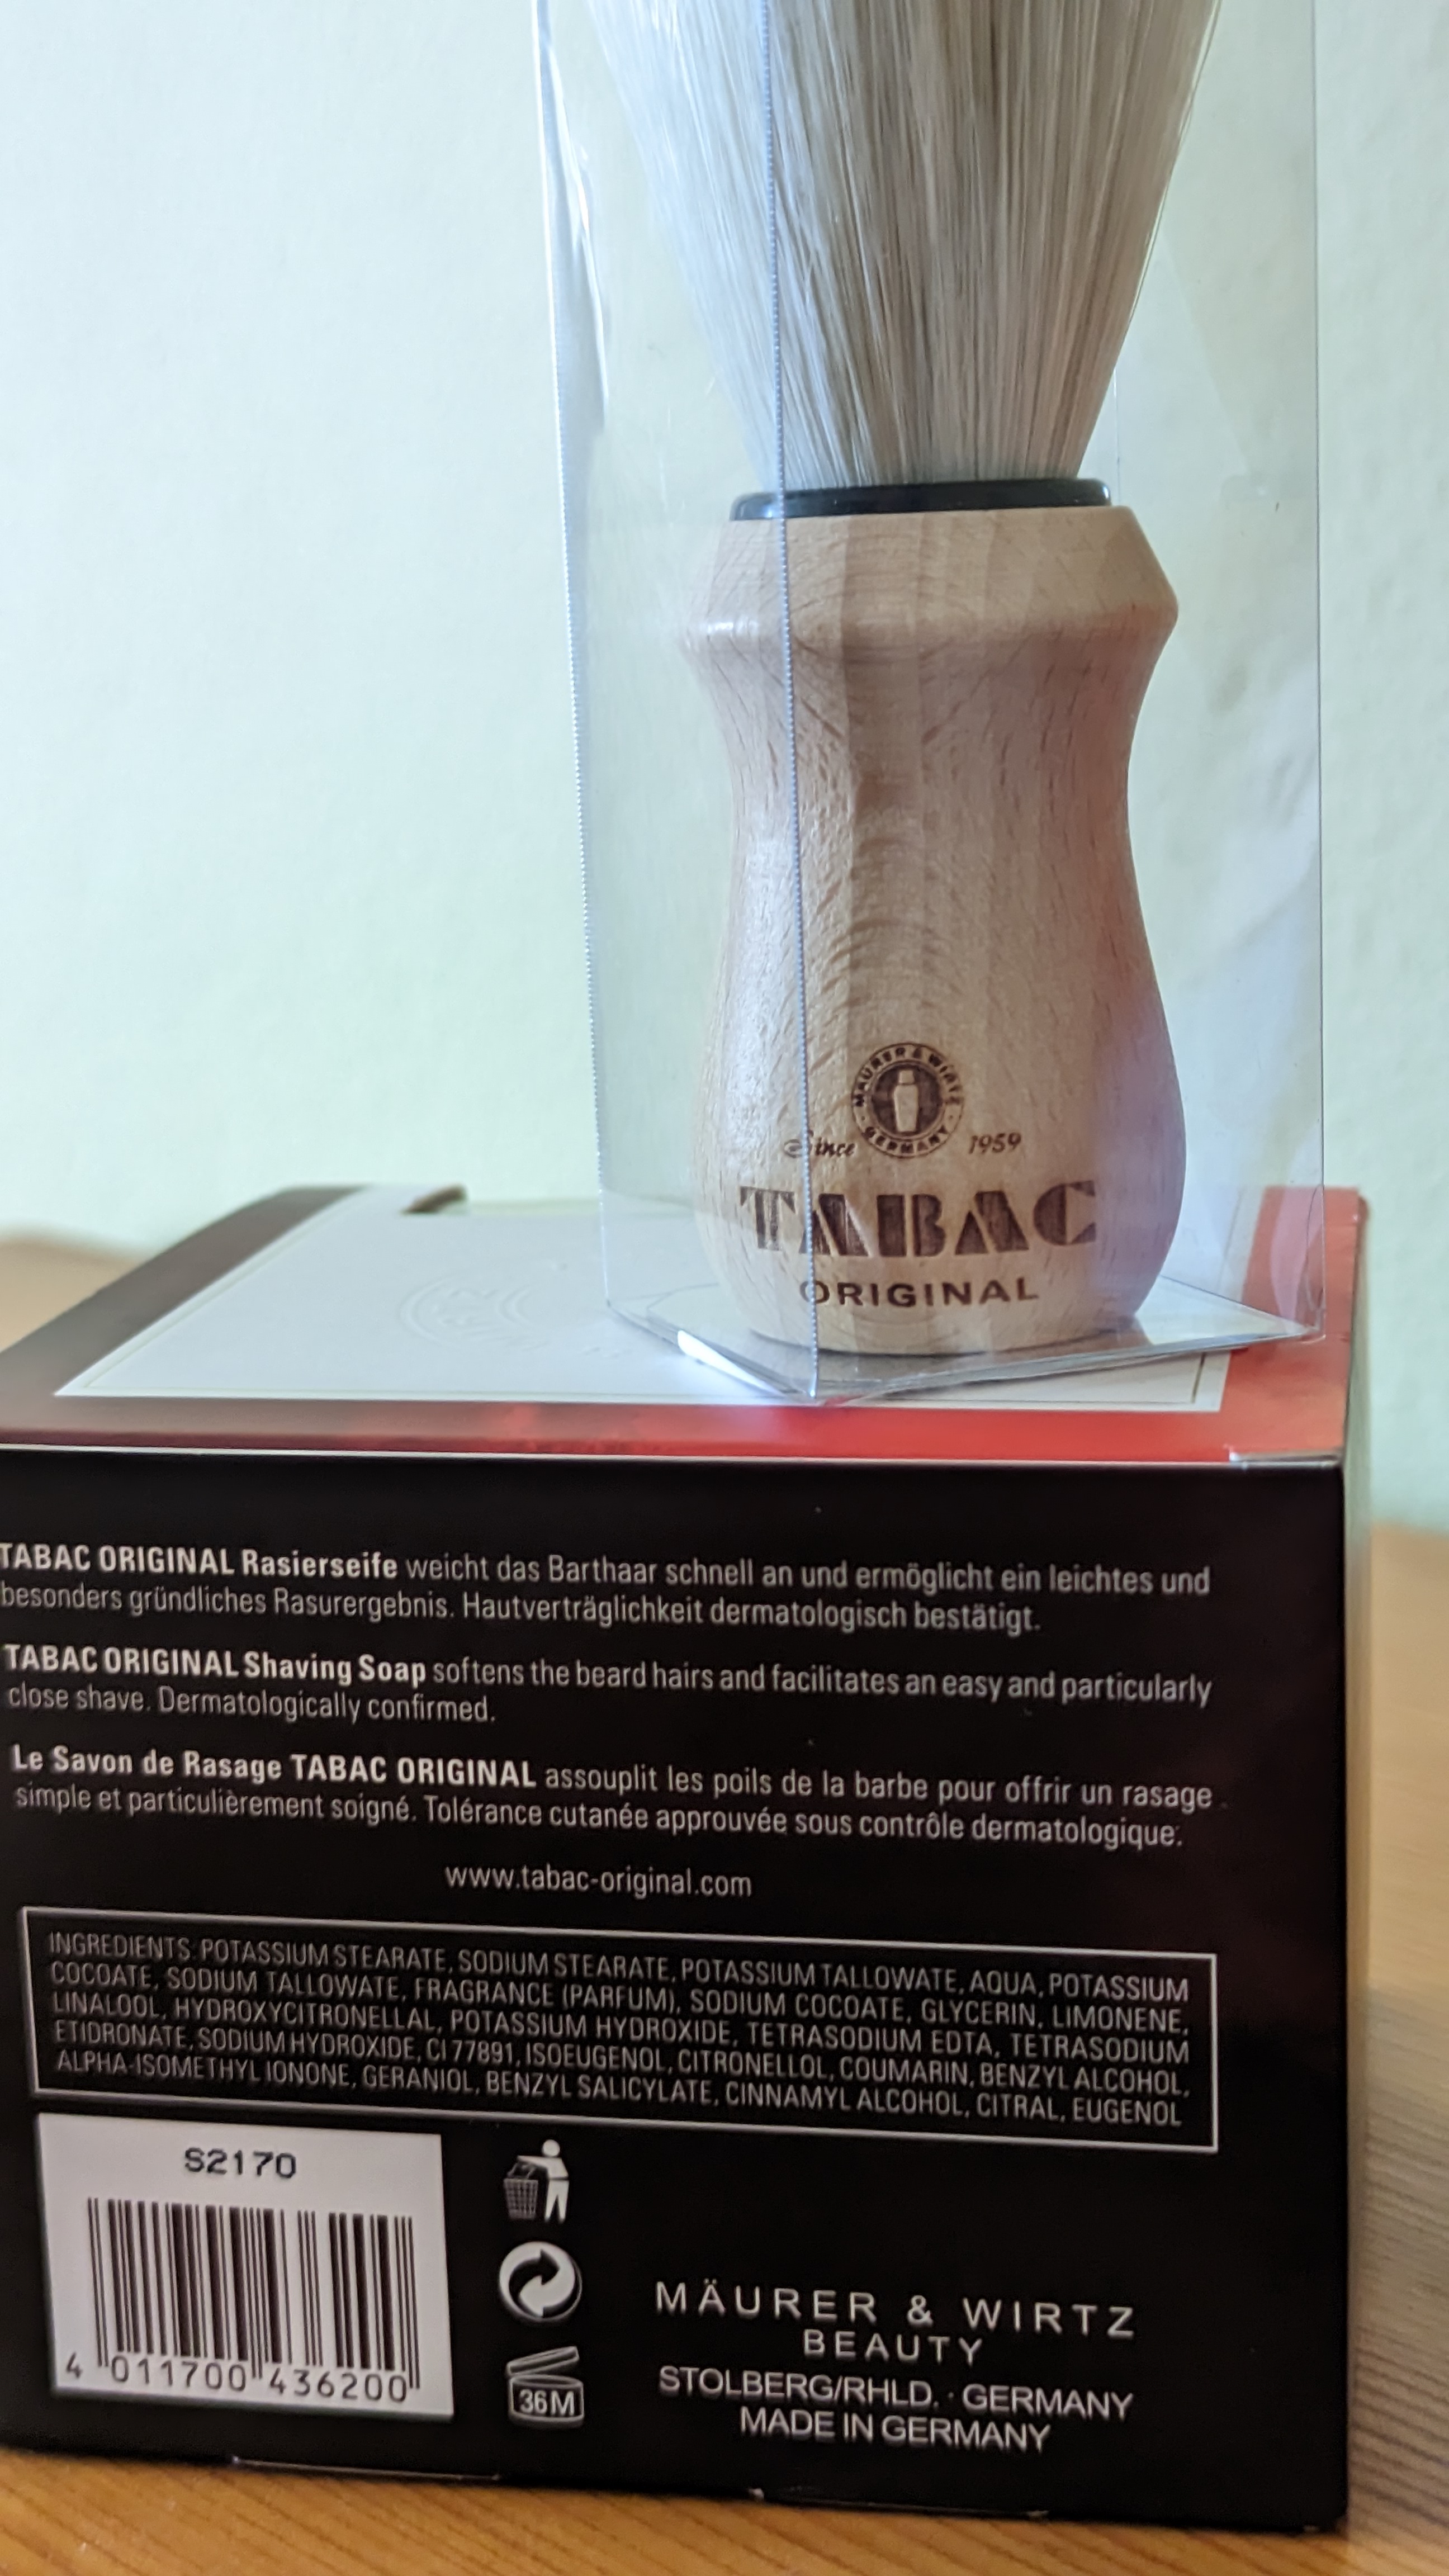 MÄURER & WIRTZ
GERMANY
Since 1959
TABAC
ORIGINAL
TABAC ORIGINAL Rasierseife weicht das Barthaar schnell an und ermöglicht ein leichtes und
besonders gründliches Rasurergebnis. Hautverträglichkeit dermatologisch bestätigt.
TABAC ORIGINAL Shaving Soap softens the beard hairs and facilitates an easy and particularly
close shave. Dermatologically confirmed.
Le Savon de Rasage TABAC ORIGINAL assouplit les poils de la barbe pour offrir un rasage
simple et particulièrement soigné. Tolérance cutanée approuvée sous contrôle dermatologique.
www.tabac-original.com
INGREDIENTS: POTASSIUM STEARATE, SODIUM STEARATE, POTASSIUM TALLOWATE, AQUA, POTASSIUM
COCOATE, SODIUM TALLOWATE, FRAGRANCE (PARFUM), SODIUM COCOATE, GLYCERIN, LIMONENE,
LINALOOL, HYDROXYCITRONELLAL, POTASSIUM HYDROXIDE, TETRASODIUM EDTA, TETRASODIUM
ETIDRONATE, SODIUM HYDROXIDE, CI 77891, ISOEUGENOL, CITRONELLOL, COUMARIN, BENZYL ALCOHOL,
ALPHA-ISOMETHYL IONONE, GERANIOL, BENZYL SALICYLATE, CINNAMYL ALCOHOL, CITRAL, EUGENOL
S2170
4 011700 436200
36M
MÄURER & WIRTZ
BEAUTY
STOLBERG/RHLD. · GERMANY
MADE IN GERMANY